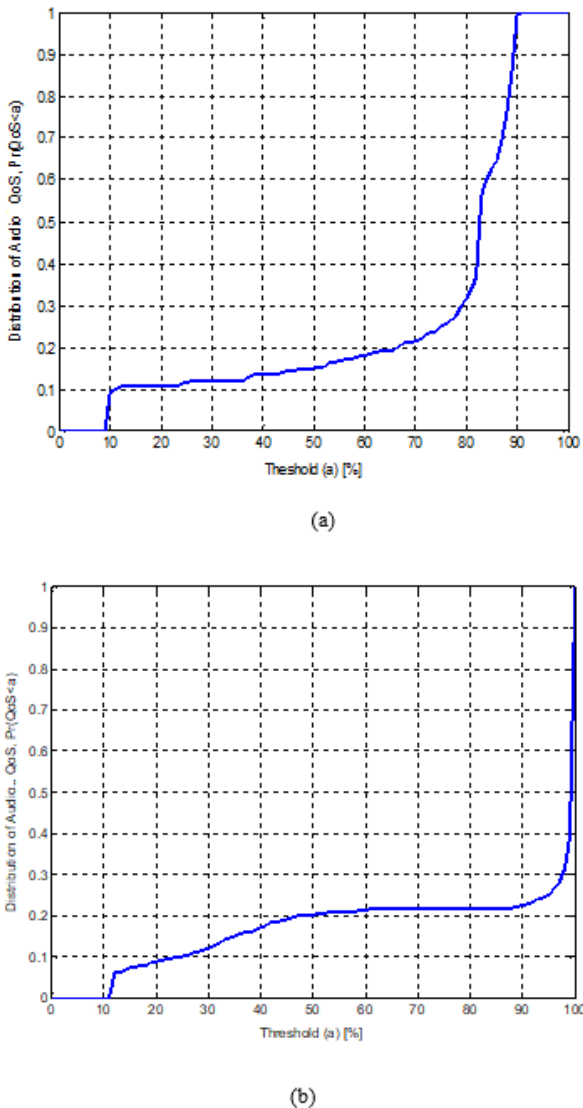 1
0.9
0.8
0.7
0.6
0.5
0.4
0.3
0.2
0.1
0
Distribution of Audio QoS, Pr(QoS<a)
0 10 20 30 40 50 60 70 80 90 100
Theshold (a) [%]
(a)
1
0.9
0.8
0.7
0.6
0.5
0.4
0.3
0.2
0.1
0
Distribution of Audio.. QoS, Pr(QoS<a)
0 10 20 30 40 50 60 70 80 90 100
Threshold (a) [%]
(b)